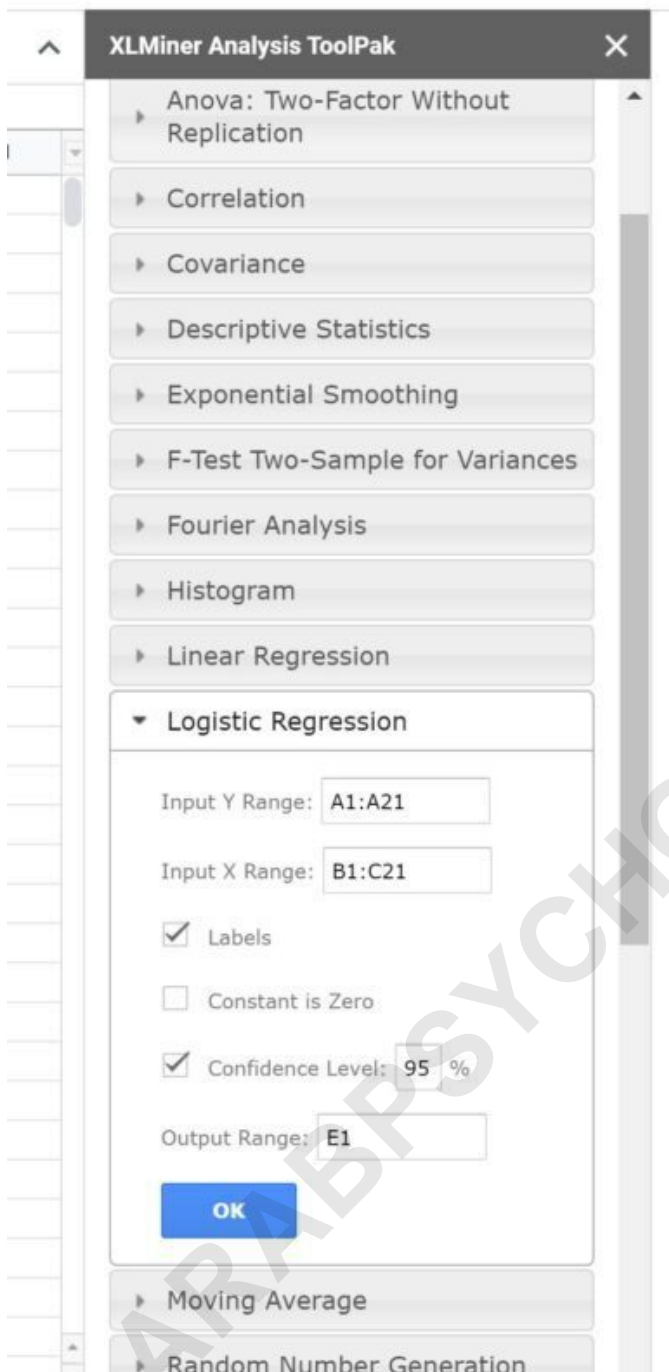 XLMiner Analysis ToolPak
Anova: Two-Factor Without
Replication
Correlation
Covariance
Descriptive Statistics
Exponential Smoothing
F-Test Two-Sample for Variances
Fourier Analysis
Histogram
Linear Regression
Logistic Regression
Input Y Range: A1:A21
Input X Range: B1:C21
Labels
Constant is Zero
Confidence Level: 95 %
Output Range: E1
OK
Moving Average
Random Number Generation
ARABPSYCHO